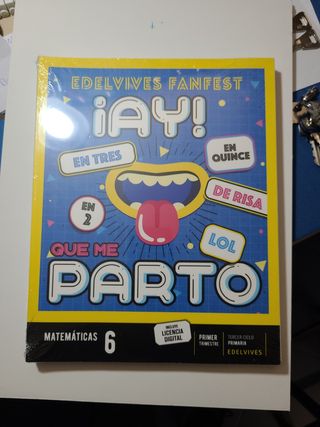 EDELVIVES FANFEST
¡AY!
EN TRES
EN
QUINCE
DE RISA
EN
2
LOL
QUE ME
PARTO
MATEMÁTICAS 6
INCLUYE
LICENCIA
DIGITAL
PRIMER
TRIMESTRE
TERCER CICLO
PRIMARIA
EDELVIVES